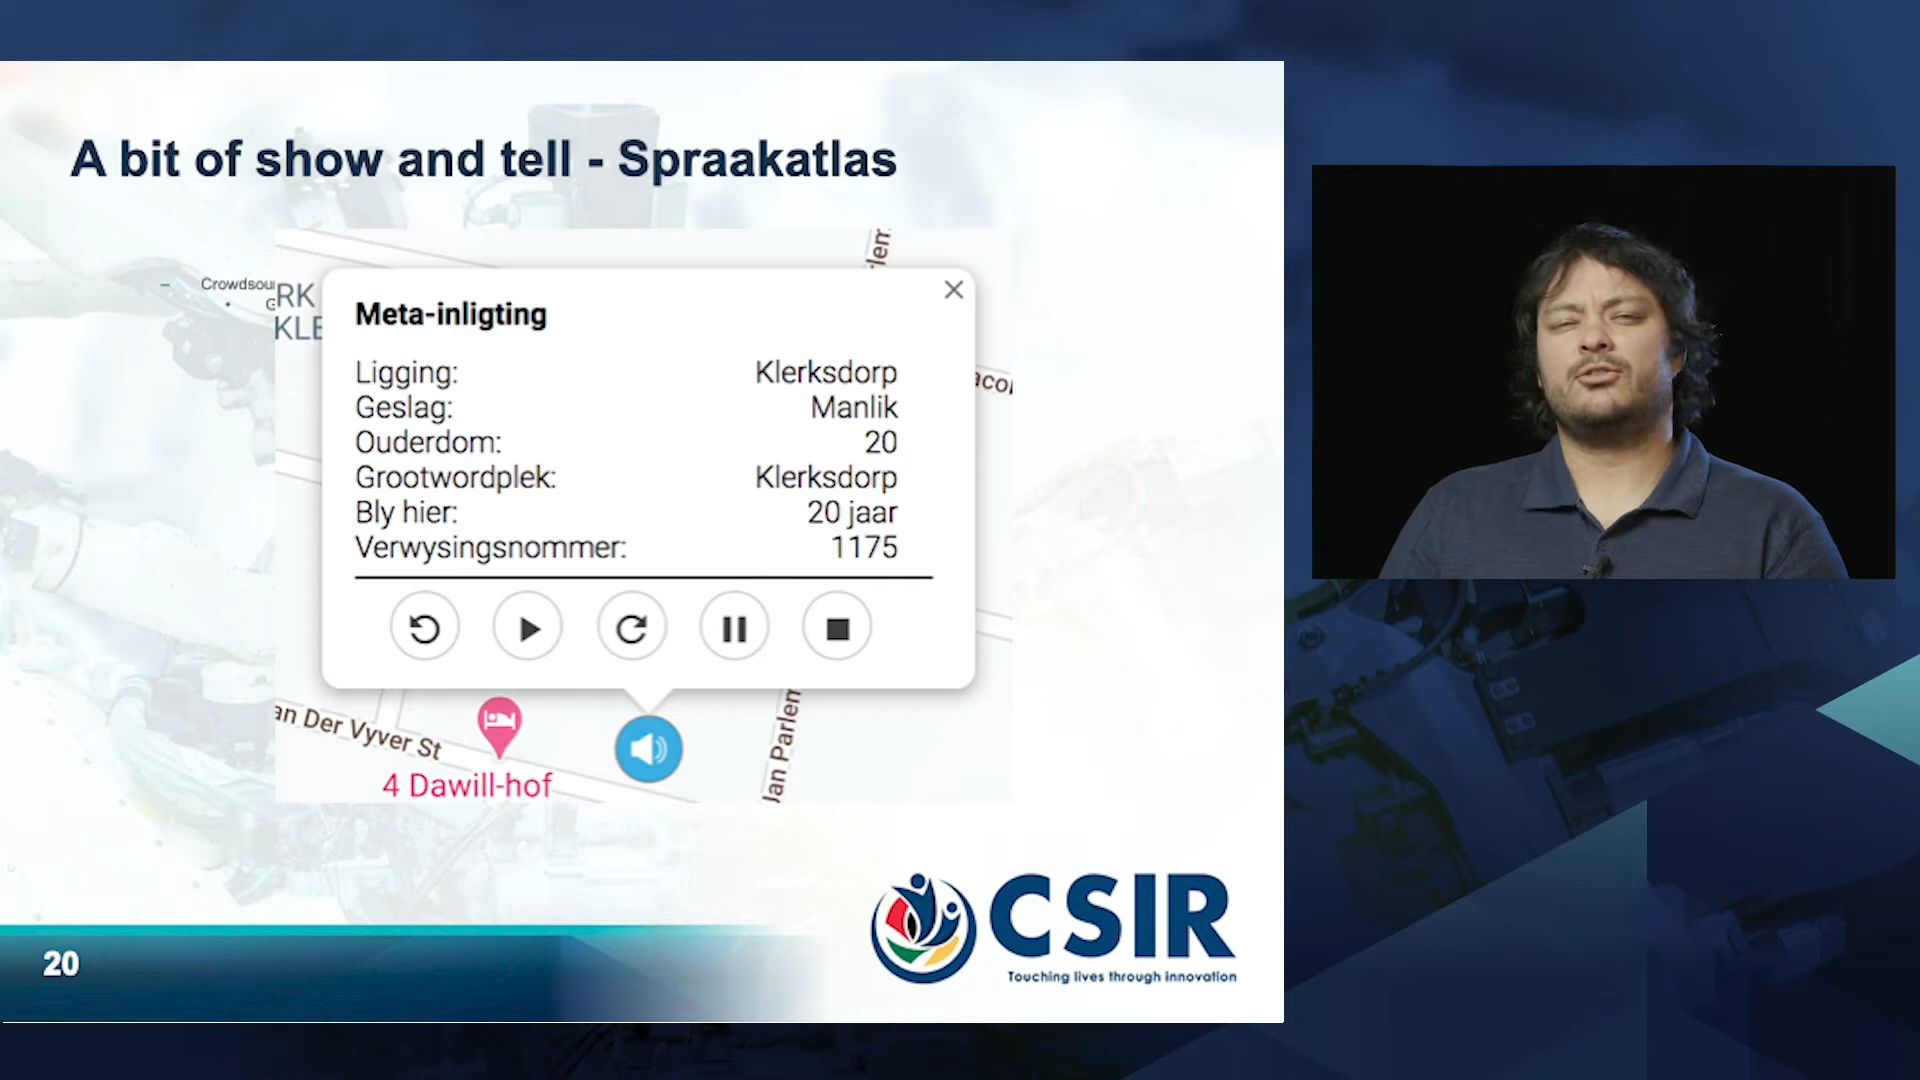 A bit of show and tell - Spraakatlas
RK
KLE
Meta-inligting
Ligging: Klerksdorp
Geslag: Manlik
Ouderdom: 20
Grootwordplek: Klerksdorp
Bly hier: 20 jaar
Verwysingsnommer: 1175
an Der Vyver St
Jan Parlem
4 Dawill-hof
CSIR
Touching lives through innovation
20